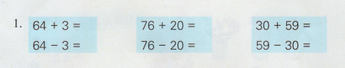 1. 64 + 3 = 76 + 20 = 30 + 59 =
64 − 3 = 76 − 20 = 59 − 30 =